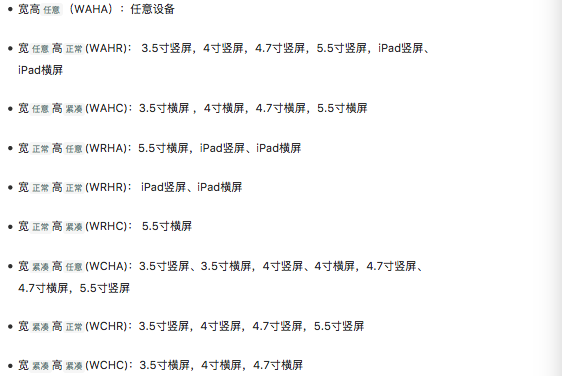 宽高 任意 （WAHA）：任意设备
宽 任意 高 正常 (WAHR)： 3.5寸竖屏，4寸竖屏，4.7寸竖屏，5.5寸竖屏，iPad竖屏、
iPad横屏
宽 任意 高 紧凑 (WAHC)：3.5寸横屏 ，4寸横屏，4.7寸横屏，5.5寸横屏
宽 正常 高 任意 (WRHA)：5.5寸横屏，iPad竖屏、iPad横屏
宽 正常 高 正常 (WRHR)： iPad竖屏、iPad横屏
宽 正常 高 紧凑 (WRHC)： 5.5寸横屏
宽 紧凑 高 任意 (WCHA)：3.5寸竖屏、3.5寸横屏，4寸竖屏、4寸横屏，4.7寸竖屏、
4.7寸横屏，5.5寸竖屏
宽 紧凑 高 正常 (WCHR)：3.5寸竖屏，4寸竖屏，4.7寸竖屏，5.5寸竖屏
宽 紧凑 高 紧凑 (WCHC)：3.5寸横屏，4寸横屏，4.7寸横屏